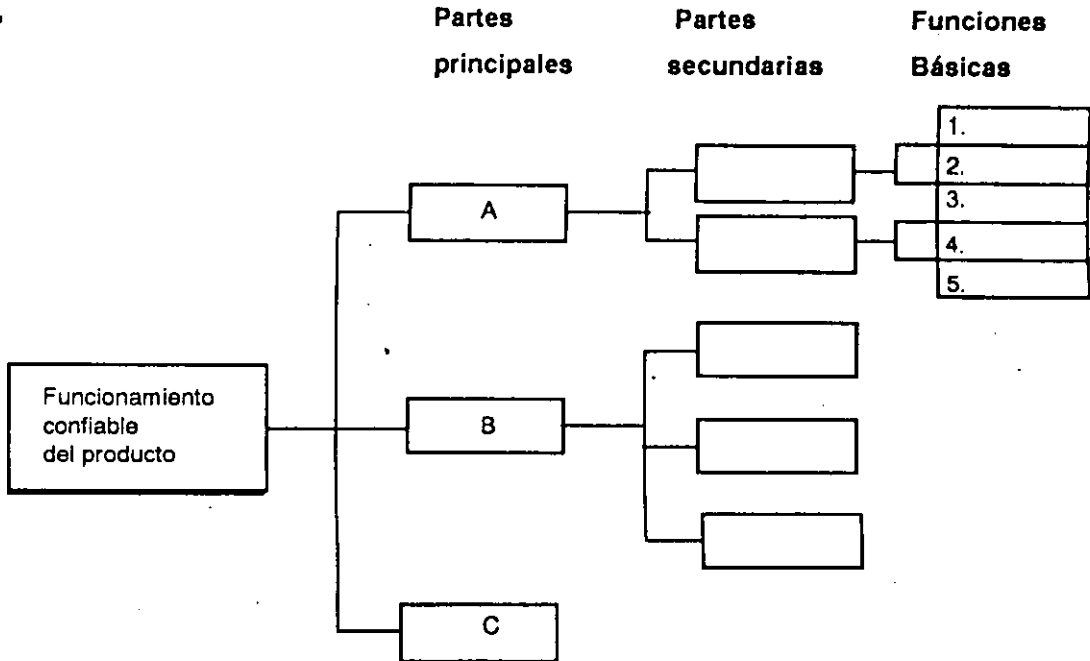 Partes
principales
Partes
secundarias
Funciones
Básicas
1.
2.
3.
4.
5.
A
B
C
Funcionamiento
confiable
del producto